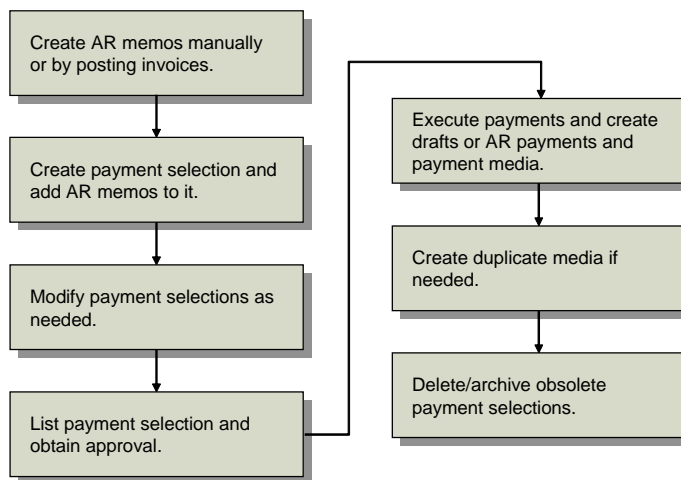 Create AR memos manually
or by posting invoices.
Create payment selection and
add AR memos to it.
Modify payment selections as
needed.
List payment selection and
obtain approval.
Execute payments and create
drafts or AR payments and
payment media.
Create duplicate media if
needed.
Delete/archive obsolete
payment selections.